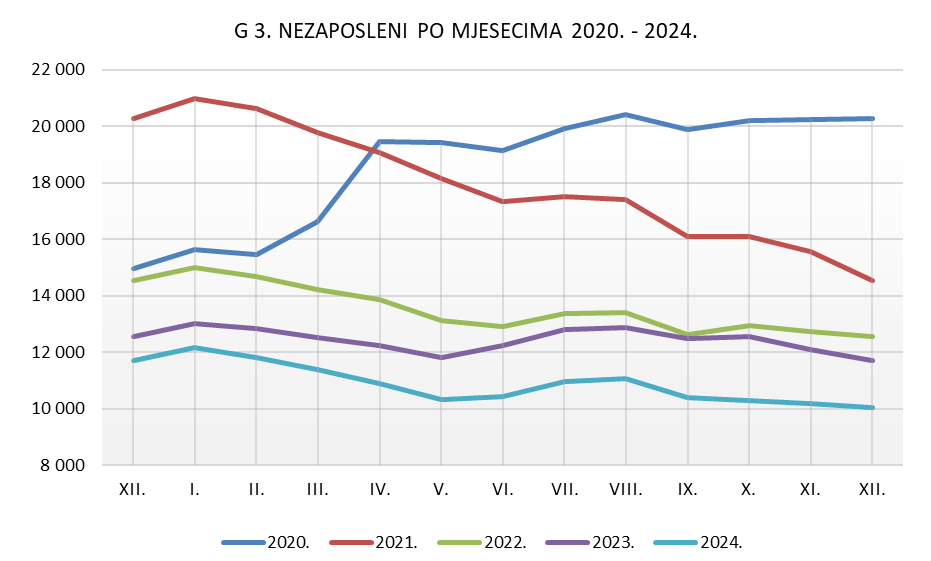 G 3. NEZAPOSLENI PO MJESECIMA 2020. - 2024.
22 000
20 000
18 000
16 000
14 000
12 000
10 000
8 000
XII. I. II. III. IV. V. VI. VII. VIII. IX. X. XI. XII.
2020. 2021. 2022. 2023. 2024.